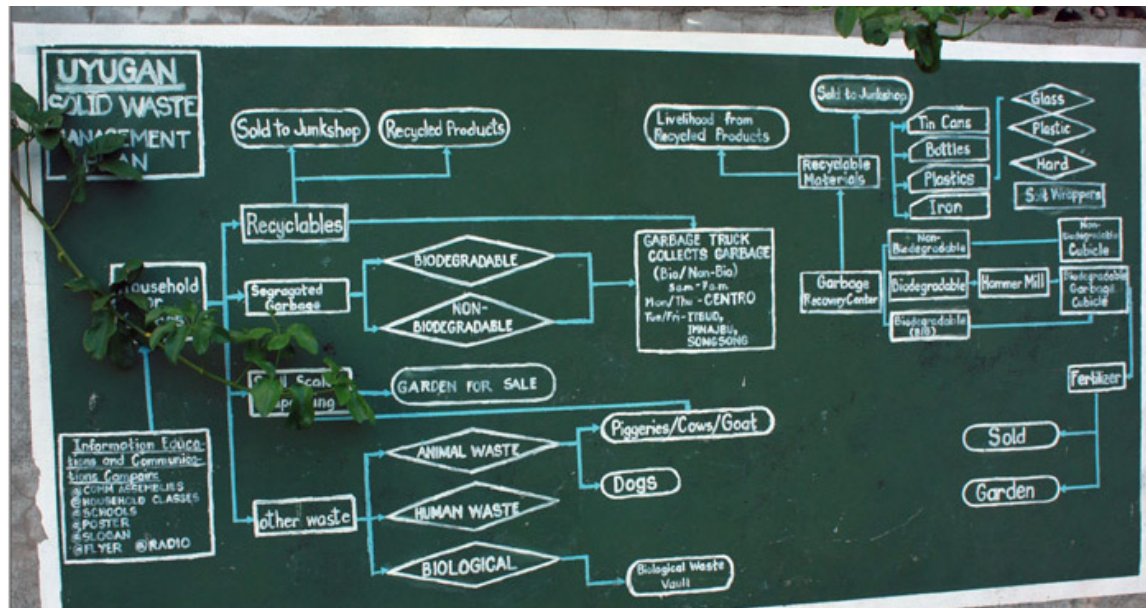 UYUGAN
SOLID WASTE
MANAGEMENT
PLAN
Sold to Junkshop
Recycled Products
Recyclables
Household
Segregated
Garbage
BIODEGRADABLE
NON-
BIODEGRADABLE
GARBAGE TRUCK
COLLECTS GARBAGE
(Bio/Non-Bio)
Mon/Thu-CENTRO
Tue/Fri-ITBUD,
IMNAJBU,
SONGSONG
GARDEN FOR SALE
Information Educa-
tions and Communica-
tions Campaire
@COMM ASSEMBLIES
@HOUSEHOLD CLASSES
@SCHOOLS
@POSTER
@SLOGAN
@FLYER @RADIO
other waste
ANIMAL WASTE
HUMAN WASTE
BIOLOGICAL
Piggeries/Cows/Goat
Dogs
Biological Waste
Vault
Livelihood from
Recycled Products
Sold to Junkshop
Recyclable
Materials
Tin Cans
Bottles
Plastics
Iron
Glass
Plastic
Hard
Wrappers
Garbage
Recovery Center
Non-
Biodegradable
Biodegradable
Biodegradable
Hammer Mill
Non-
Biodegradable
Cubicle
Biodegradable
Garbage
Cubicle
Fertilizer
Sold
Garden